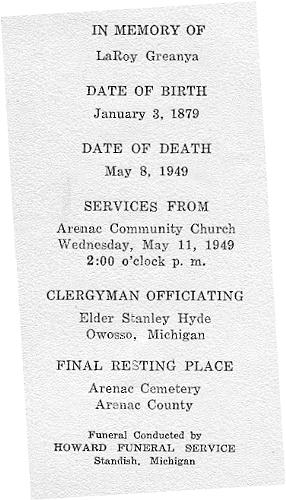 IN MEMORY OF
LaRoy Greanya
DATE OF BIRTH
January 3, 1879
DATE OF DEATH
May 8, 1949
SERVICES FROM
Arenac Community Church
Wednesday, May 11, 1949
2:00 o'clock p. m.
CLERGYMAN OFFICIATING
Elder Stanley Hyde
Owosso, Michigan
FINAL RESTING PLACE
Arenac Cemetery
Arenac County
Funeral Conducted by
HOWARD FUNERAL SERVICE
Standish, Michigan